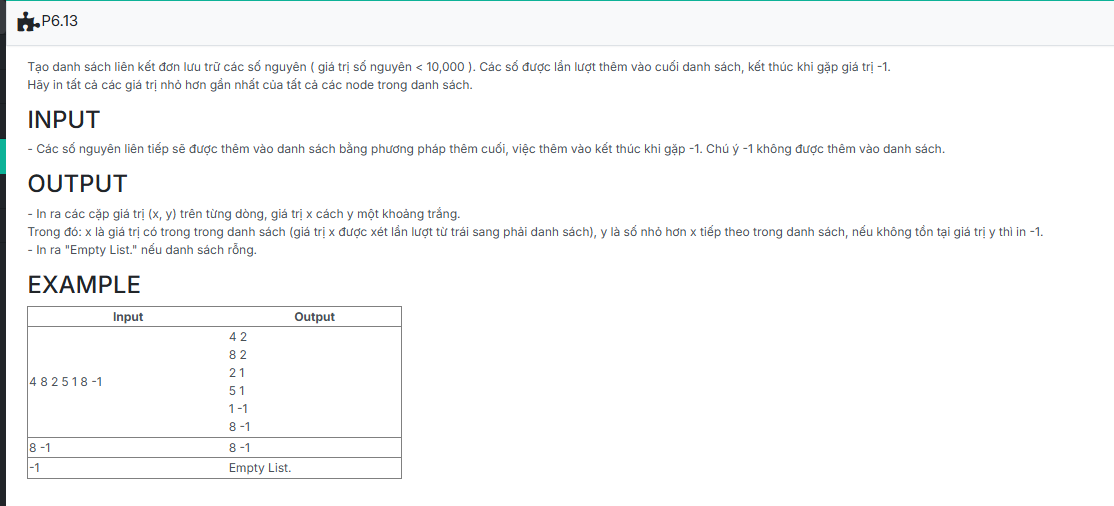 P6.13
Tạo danh sách liên kết đơn lưu trữ các số nguyên ( giá trị số nguyên < 10,000 ). Các số được lần lượt thêm vào cuối danh sách, kết thúc khi gặp giá trị -1.
Hãy in tất cả các giá trị nhỏ hơn gần nhất của tất cả các node trong danh sách.
INPUT
- Các số nguyên liên tiếp sẽ được thêm vào danh sách bằng phương pháp thêm cuối, việc thêm vào kết thúc khi gặp -1. Chú ý -1 không được thêm vào danh sách.
OUTPUT
- In ra các cặp giá trị (x, y) trên từng dòng, giá trị x cách y một khoảng trắng.
Trong đó: x là giá trị có trong trong danh sách (giá trị x được xét lần lượt từ trái sang phải danh sách), y là số nhỏ hơn x tiếp theo trong danh sách, nếu không tồn tại giá trị y thì in -1.
- In ra "Empty List." nếu danh sách rỗng.
EXAMPLE
Input Output
4 8 2 5 1 8 -1
4 2
8 2
2 1
5 1
1 -1
8 -1
8 -1 8 -1
-1 Empty List.